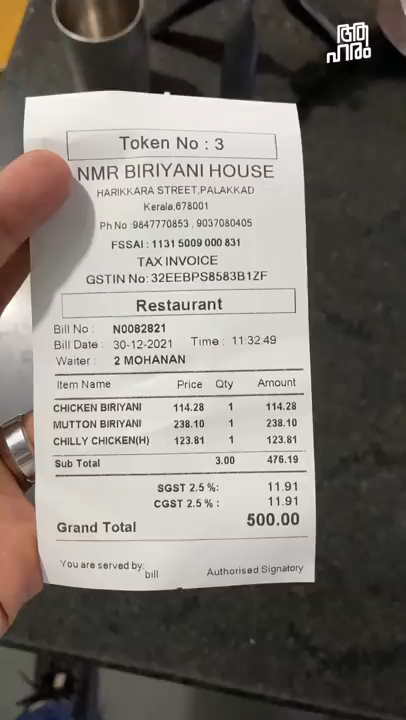 ആ
ഹരം
Token No : 3
NMR BIRIYANI HOUSE
HARIKKARA STREET,PALAKKAD
Kerala,678001
Ph No :9847770853 , 9037080405
FSSAI : 1131 5009 000 831
TAX INVOICE
GSTIN No: 32EEBPS8583B1ZF
Restaurant
Bill No : N0082821
Bill Date : 30-12-2021 Time : 11:32:49
Waiter : 2 MOHANAN
Item Name Price Qty Amount
CHICKEN BIRIYANI 114.28 1 114.28
MUTTON BIRIYANI 238.10 1 238.10
CHILLY CHICKEN(H) 123.81 1 123.81
Sub Total 3.00 476.19
SGST 2.5 %: 11.91
CGST 2.5 % : 11.91
Grand Total 500.00
You are served by: Authorised Signatory
bill